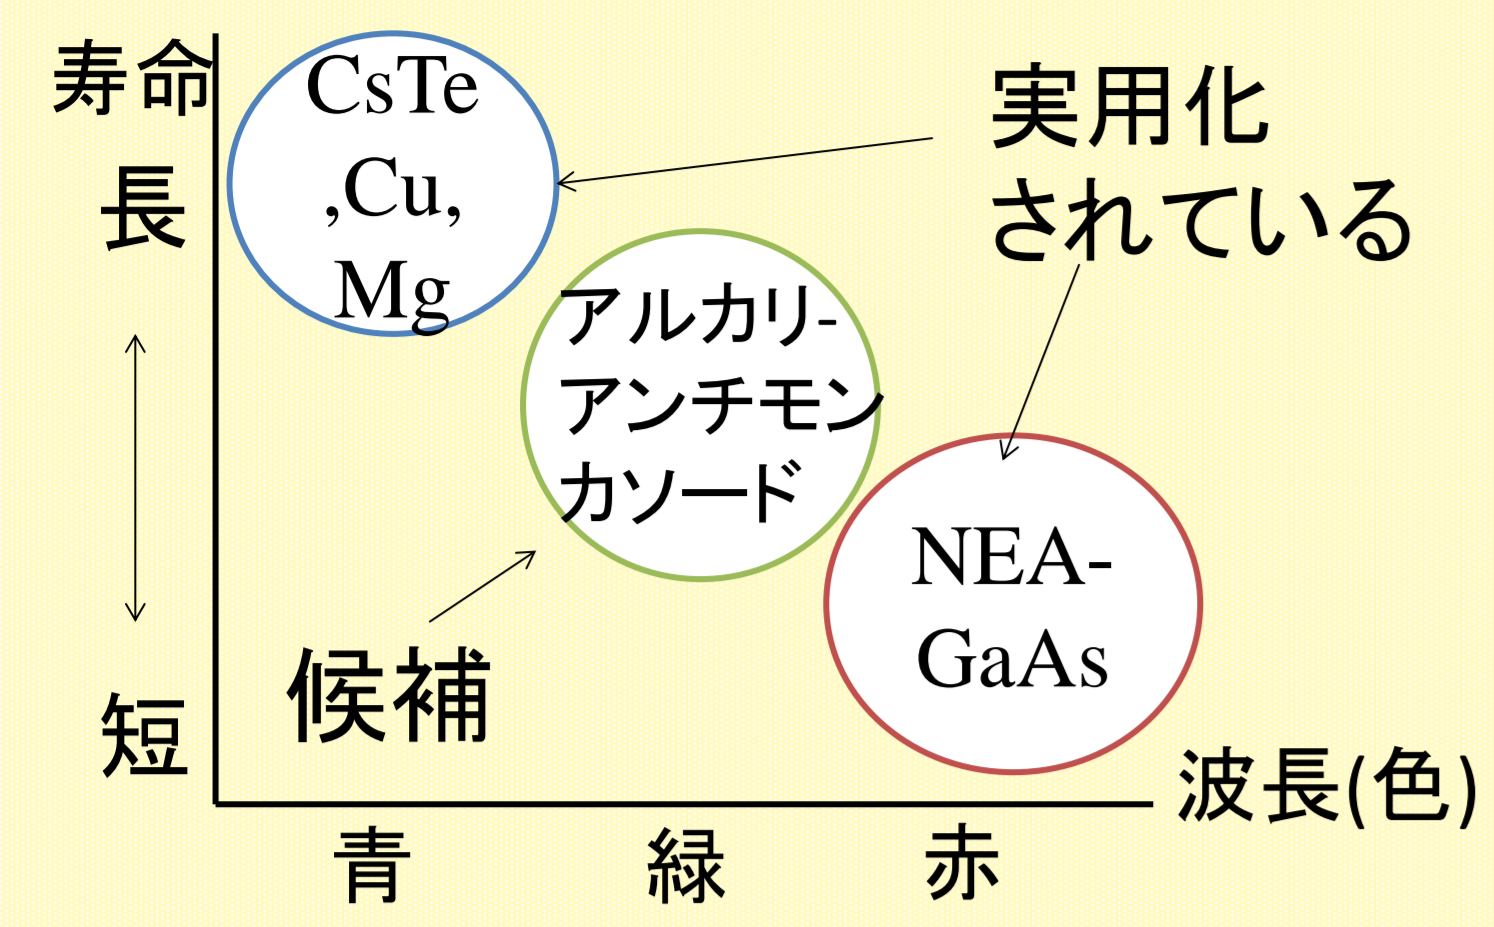 寿命
長
短
CsTe
,Cu,
Mg
アルカリ-
アンチモン
カソード
NEA-
GaAs
実用化
されている
候補
波長(色)
青
緑
赤